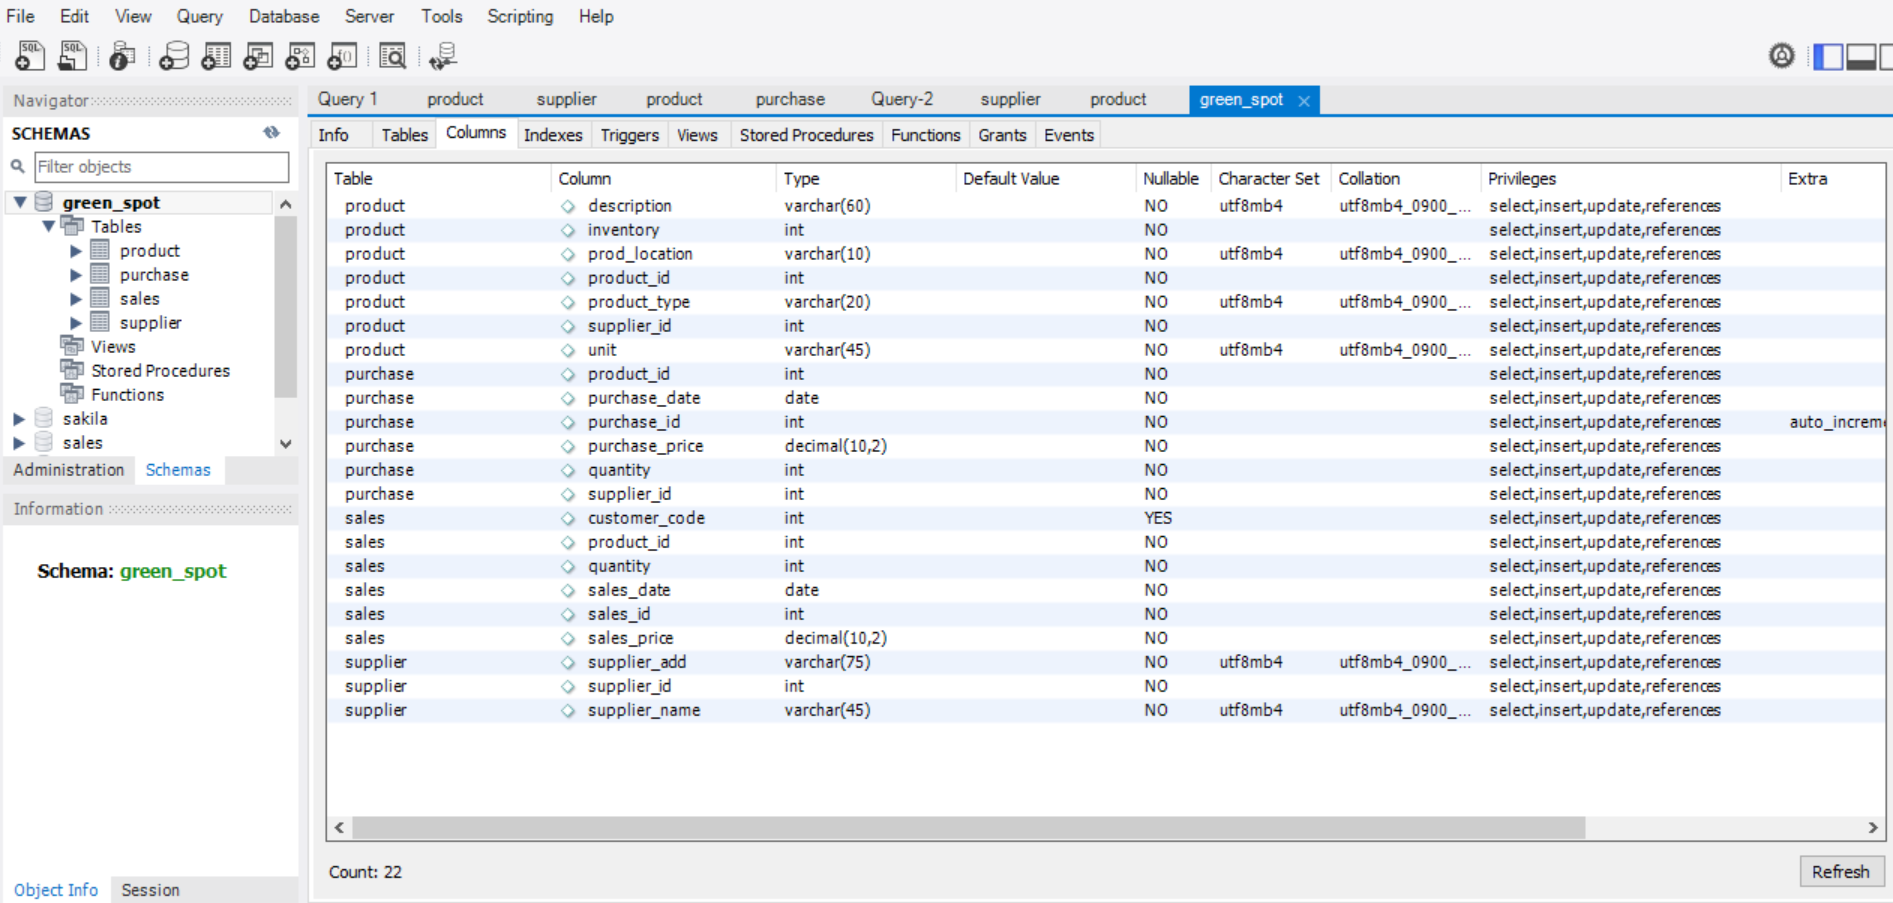 File Edit View Query Database Server Tools Scripting Help
SQL SQL
Navigator
SCHEMAS
Filter objects
green_spot
Tables
product
purchase
sales
supplier
Views
Stored Procedures
Functions
sakila
sales
Administration Schemas
Information
Schema: green_spot
Object Info Session
Query 1 product supplier product purchase Query-2 supplier product green_spot
Info Tables Columns Indexes Triggers Views Stored Procedures Functions Grants Events
Table Column Type Default Value Nullable Character Set Collation Privileges Extra
product description varchar(60) NO utf8mb4 utf8mb4_0900_... select,insert,update,references
product inventory int NO select,insert,update,references
product prod_location varchar(10) NO utf8mb4 utf8mb4_0900_... select,insert,update,references
product product_id int NO select,insert,update,references
product product_type varchar(20) NO utf8mb4 utf8mb4_0900_... select,insert,update,references
product supplier_id int NO select,insert,update,references
product unit varchar(45) NO utf8mb4 utf8mb4_0900_... select,insert,update,references
purchase product_id int NO select,insert,update,references
purchase purchase_date date NO select,insert,update,references
purchase purchase_id int NO select,insert,update,references auto_increm
purchase purchase_price decimal(10,2) NO select,insert,update,references
purchase quantity int NO select,insert,update,references
purchase supplier_id int NO select,insert,update,references
sales customer_code int YES select,insert,update,references
sales product_id int NO select,insert,update,references
sales quantity int NO select,insert,update,references
sales sales_date date NO select,insert,update,references
sales sales_id int NO select,insert,update,references
sales sales_price decimal(10,2) NO select,insert,update,references
supplier supplier_add varchar(75) NO utf8mb4 utf8mb4_0900_... select,insert,update,references
supplier supplier_id int NO select,insert,update,references
supplier supplier_name varchar(45) NO utf8mb4 utf8mb4_0900_... select,insert,update,references
Count: 22
Refresh